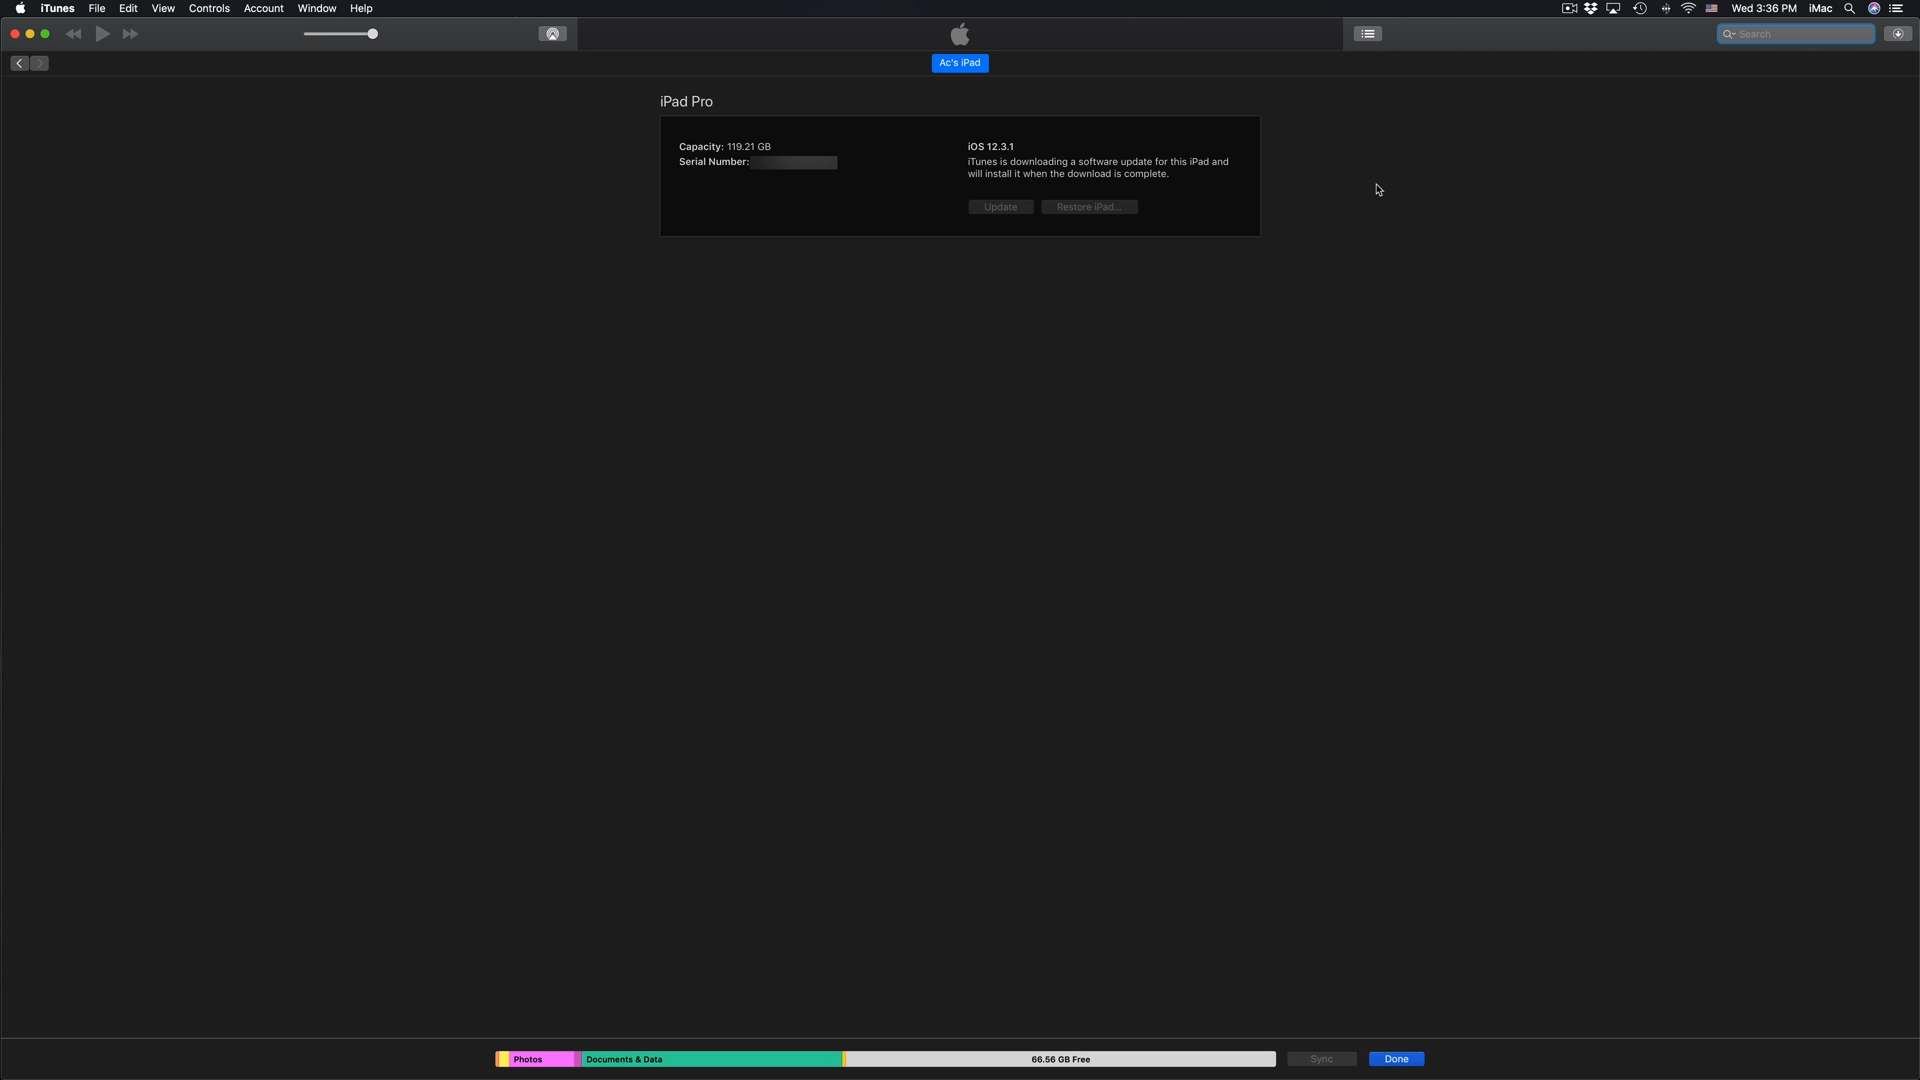 iTunes File Edit View Controls Account Window Help Wed 3:36 PM iMac
Search
Ac's iPad
iPad Pro
Capacity: 119.21 GB
Serial Number:
iOS 12.3.1
iTunes is downloading a software update for this iPad and
will install it when the download is complete.
Update Restore iPad...
Photos Documents & Data 66.56 GB Free Sync Done